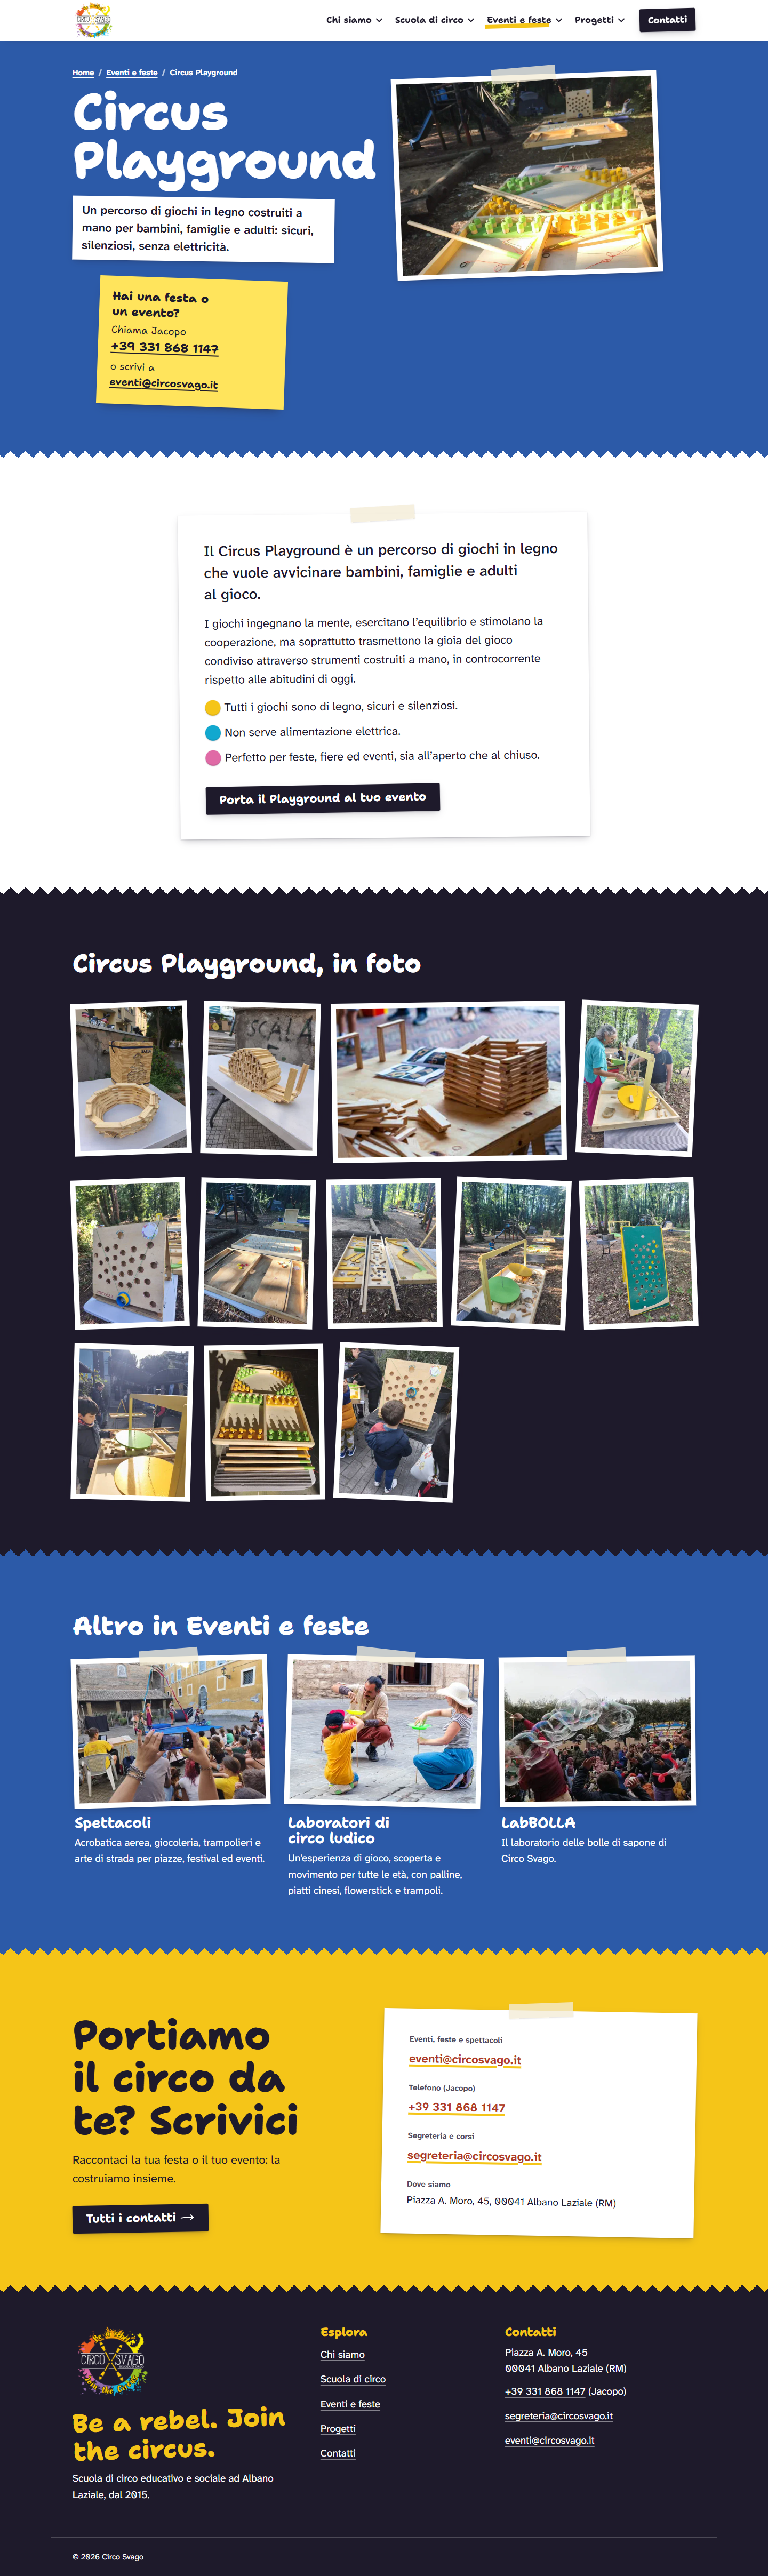 CIRCO SVAGO
Chi siamo
Scuola di circo
Eventi e feste
Progetti
Contatti
Home / Eventi e feste / Circus Playground
Circus
Playground
Un percorso di giochi in legno costruiti a
mano per bambini, famiglie e adulti: sicuri,
silenziosi, senza elettricità.
Hai una festa o
un evento?
Chiama Jacopo
+39 331 868 1147
o scrivi a
eventi@circosvago.it
Il Circus Playground è un percorso di giochi in legno
che vuole avvicinare bambini, famiglie e adulti
al gioco.
I giochi ingegnano la mente, esercitano l'equilibrio e stimolano la
cooperazione, ma soprattutto trasmettono la gioia del gioco
condiviso attraverso strumenti costruiti a mano, in controcorrente
rispetto alle abitudini di oggi.
Tutti i giochi sono di legno, sicuri e silenziosi.
Non serve alimentazione elettrica.
Perfetto per feste, fiere ed eventi, sia all'aperto che al chiuso.
Porta il Playground al tuo evento
Circus Playground, in foto
SCALA
Altro in Eventi e feste
Spettacoli
Acrobatica aerea, giocoleria, trampolieri e
arte di strada per piazze, festival ed eventi.
Laboratori di
circo ludico
Un'esperienza di gioco, scoperta e
movimento per tutte le età, con palline,
piatti cinesi, flowerstick e trampoli.
LabBOLLA
Il laboratorio delle bolle di sapone di
Circo Svago.
Portiamo
il circo da
te? Scrivici
Raccontaci la tua festa o il tuo evento: la
costruiamo insieme.
Tutti i contatti →
Eventi, feste e spettacoli
eventi@circosvago.it
Telefono (Jacopo)
+39 331 868 1147
Segreteria e corsi
segreteria@circosvago.it
Dove siamo
Piazza A. Moro, 45, 00041 Albano Laziale (RM)
CIRCO SVAGO
Be a rebel. Join
the circus.
Scuola di circo educativo e sociale ad Albano
Laziale, dal 2015.
Esplora
Chi siamo
Scuola di circo
Eventi e feste
Progetti
Contatti
Contatti
Piazza A. Moro, 45
00041 Albano Laziale (RM)
+39 331 868 1147 (Jacopo)
segreteria@circosvago.it
eventi@circosvago.it
© 2026 Circo Svago